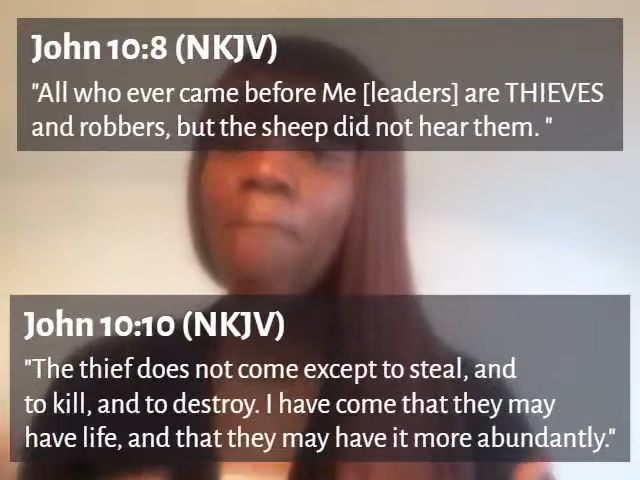 John 10:8 (NKJV)
"All who ever came before Me [leaders] are THIEVES
and robbers, but the sheep did not hear them. "
John 10:10 (NKJV)
"The thief does not come except to steal, and
to kill, and to destroy. I have come that they may
have life, and that they may have it more abundantly."